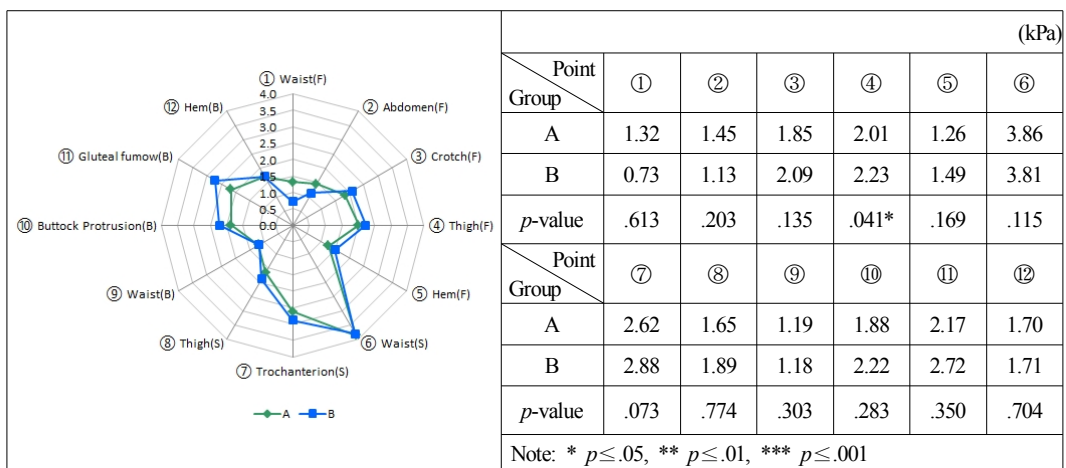 ① Waist(F)
② Abdomen(F)
③ Crotch(F)
④ Thigh(F)
⑤ Hem(F)
⑥ Waist(S)
⑦ Trochanterion(S)
⑧ Thigh(S)
⑨ Waist(B)
⑩ Buttock Protrusion(B)
⑪ Gluteal fumow(B)
⑫ Hem(B)
4.0
3.5
3.0
2.5
2.0
1.5
1.0
0.5
0.0
A B
(kPa)
Point Group ① ② ③ ④ ⑤ ⑥
A 1.32 1.45 1.85 2.01 1.26 3.86
B 0.73 1.13 2.09 2.23 1.49 3.81
p-value .613 .203 .135 .041* .169 .115
Point Group ⑦ ⑧ ⑨ ⑩ ⑪ ⑫
A 2.62 1.65 1.19 1.88 2.17 1.70
B 2.88 1.89 1.18 2.22 2.72 1.71
p-value .073 .774 .303 .283 .350 .704
Note: * p≤.05, ** p≤.01, *** p≤.001